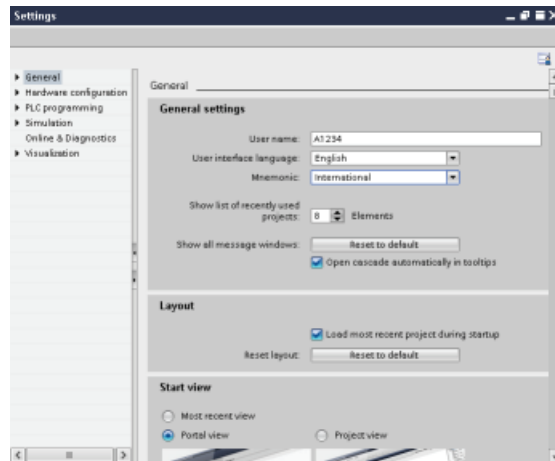 Settings
General
Hardware configuration
PLC programming
Simulation
Online & Diagnostics
Visualization
General
General settings
User name: A1234
User interface language: English
Mnemonic: International
Show list of recently used
projects: 8 Elements
Show all message windows: Reset to default
Open cascade automatically in tooltips
Layout
Load most recent project during startup
Reset layout: Reset to default
Start view
Most recent view
Portal view Project view